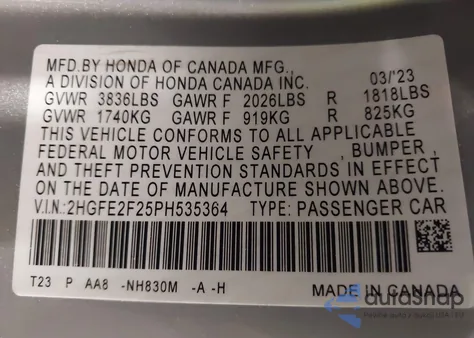 MFD.BY HONDA OF CANADA MFG.,
A DIVISION OF HONDA CANADA INC. 03/'23
GVWR 3836LBS GAWR F 2026LBS R 1818LBS
GVWR 1740KG GAWR F 919KG R 825KG
THIS VEHICLE CONFORMS TO ALL APPLICABLE
FEDERAL MOTOR VEHICLE SAFETY , BUMPER ,
AND THEFT PREVENTION STANDARDS IN EFFECT
ON THE DATE OF MANUFACTURE SHOWN ABOVE.
V.I.N.:2HGFE2F25PH535364 TYPE: PASSENGER CAR
T23 P AA8 -NH830M -A -H MADE IN CANADA
autasnap